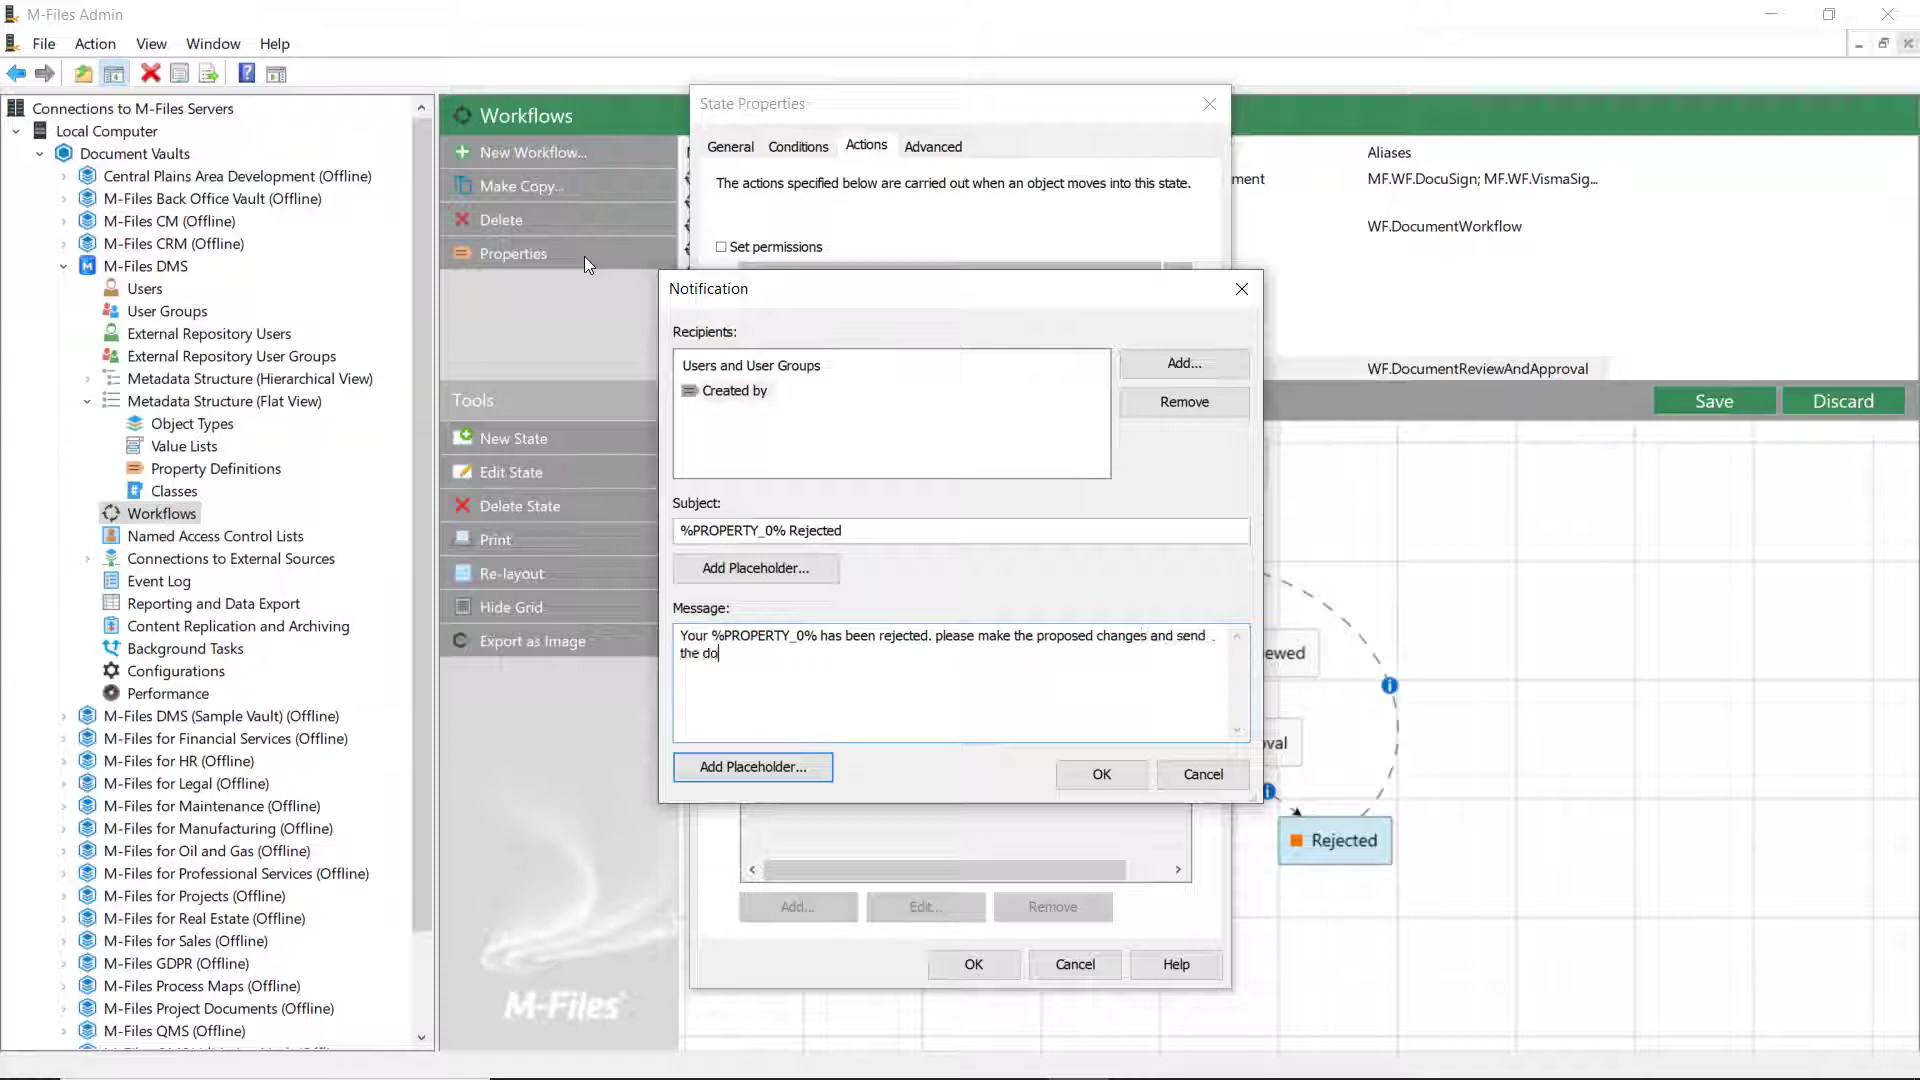 M-Files Admin
File Action View Window Help
Connections to M-Files Servers
Local Computer
Document Vaults
Central Plains Area Development (Offline)
M-Files Back Office Vault (Offline)
M-Files CM (Offline)
M-Files CRM (Offline)
M-Files DMS
Users
User Groups
External Repository Users
External Repository User Groups
Metadata Structure (Hierarchical View)
Metadata Structure (Flat View)
Object Types
Value Lists
Property Definitions
Classes
Workflows
Named Access Control Lists
Connections to External Sources
Event Log
Reporting and Data Export
Content Replication and Archiving
Background Tasks
Configurations
Performance
M-Files DMS (Sample Vault) (Offline)
M-Files for Financial Services (Offline)
M-Files for HR (Offline)
M-Files for Legal (Offline)
M-Files for Maintenance (Offline)
M-Files for Manufacturing (Offline)
M-Files for Oil and Gas (Offline)
M-Files for Professional Services (Offline)
M-Files for Projects (Offline)
M-Files for Real Estate (Offline)
M-Files for Sales (Offline)
M-Files GDPR (Offline)
M-Files Process Maps (Offline)
M-Files Project Documents (Offline)
M-Files QMS (Offline)
Workflows
New Workflow...
Make Copy...
Delete
Properties
Tools
New State
Edit State
Delete State
Print
Re-layout
Hide Grid
Export as Image
M-Files
State Properties
General Conditions Actions Advanced
The actions specified below are carried out when an object moves into this state.
Set permissions
Notification
Recipients:
Users and User Groups
Created by
Add...
Remove
Subject:
%PROPERTY_0% Rejected
Add Placeholder...
Message:
Your %PROPERTY_0% has been rejected. please make the proposed changes and send
the do
Add Placeholder...
OK Cancel
Add... Edit... Remove
OK Cancel Help
Aliases
ment MF.WF.DocuSign; MF.WF.VismaSig...
WF.DocumentWorkflow
WF.DocumentReviewAndApproval
Save Discard
ewed
oval
Rejected